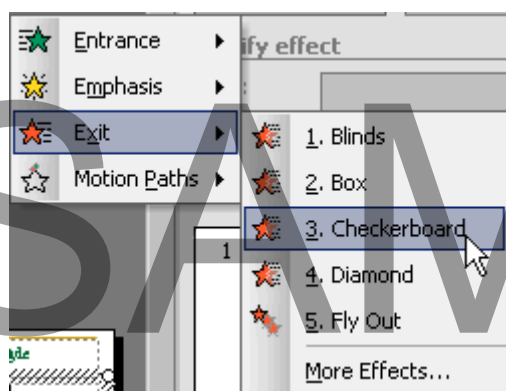 Entrance
Emphasis
Exit
Motion Paths
ify effect
:
1. Blinds
2. Box
3. Checkerboard
4. Diamond
5. Fly Out
More Effects...
1
yle
SAM